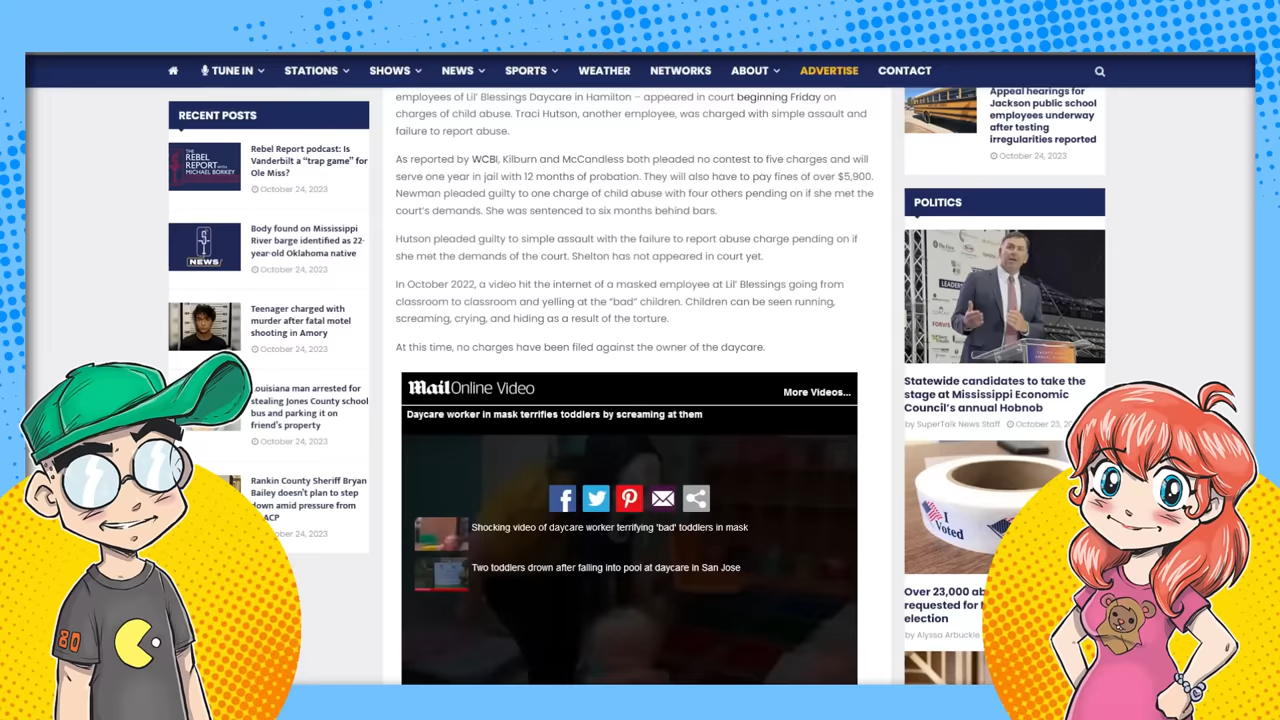 TUNE IN
STATIONS
SHOWS
NEWS
SPORTS
WEATHER
NETWORKS
ABOUT
ADVERTISE
CONTACT
RECENT POSTS
THE
REBEL
REPORT WITH
MICHAEL BORKEY
Rebel Report podcast: Is
Vanderbilt a “trap game” for
Ole Miss?
October 24, 2023
NEWS
Body found on Mississippi
River barge identified as 22-
year-old Oklahoma native
October 24, 2023
Teenager charged with
murder after fatal motel
shooting in Amory
October 24, 2023
Louisiana man arrested for
stealing Jones County school
bus and parking it on
friend’s property
October 24, 2023
Rankin County Sheriff Bryan
Bailey doesn’t plan to step
down amid pressure from
ACP
ber 24, 2023
employees of Lil’ Blessings Daycare in Hamilton – appeared in court beginning Friday on
charges of child abuse. Traci Hutson, another employee, was charged with simple assault and
failure to report abuse.
As reported by WCBI, Kilburn and McCandless both pleaded no contest to five charges and will
serve one year in jail with 12 months of probation. They will also have to pay fines of over $5,900.
Newman pleaded guilty to one charge of child abuse with four others pending on if she met the
court’s demands. She was sentenced to six months behind bars.
Hutson pleaded guilty to simple assault with the failure to report abuse charge pending on if
she met the demands of the court. Shelton has not appeared in court yet.
In October 2022, a video hit the internet of a masked employee at Lil’ Blessings going from
classroom to classroom and yelling at the “bad” children. Children can be seen running,
screaming, crying, and hiding as a result of the torture.
At this time, no charges have been filed against the owner of the daycare.
MailOnline Video
More Videos...
Daycare worker in mask terrifies toddlers by screaming at them
Shocking video of daycare worker terrifying 'bad' toddlers in mask
Two toddlers drown after falling into pool at daycare in San Jose
Appeal hearings for
Jackson public school
employees underway
after testing
irregularities reported
October 24, 2023
POLITICS
LEADER
FORVIS
Statewide candidates to take the
stage at Mississippi Economic
Council’s annual Hobnob
by SuperTalk News Staff October 23, 20
I
Voted
Over 23,000 ab
requested for
election
by Alyssa Arbuckle
80